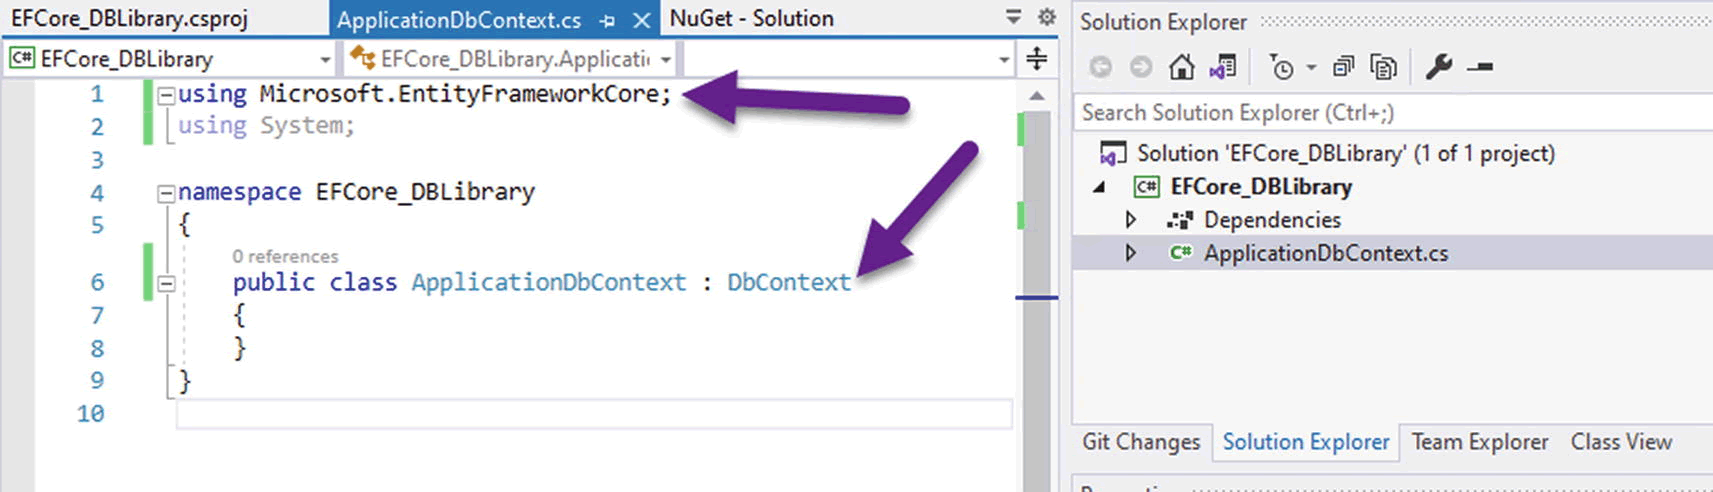 EFCore_DBLibrary.csproj
ApplicationDbContext.cs
NuGet - Solution
C# EFCore_DBLibrary
EFCore_DBLibrary.Applicati
1 using Microsoft.EntityFrameworkCore;
2 using System;
3
4 namespace EFCore_DBLibrary
5 {
0 references
6 public class ApplicationDbContext : DbContext
7 {
8 }
9 }
10
Solution Explorer
Search Solution Explorer (Ctrl+;)
Solution 'EFCore_DBLibrary' (1 of 1 project)
C# EFCore_DBLibrary
Dependencies
C# ApplicationDbContext.cs
Git Changes
Solution Explorer
Team Explorer
Class View